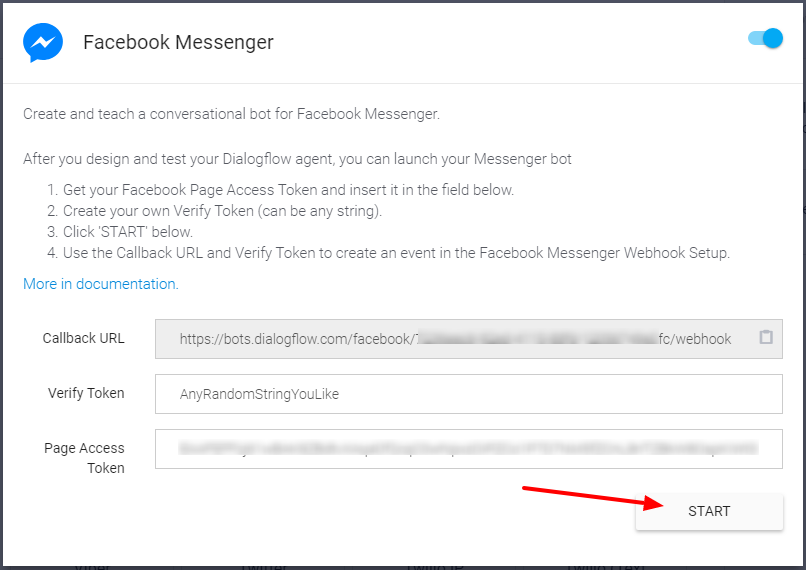 Facebook Messenger
Create and teach a conversational bot for Facebook Messenger.
After you design and test your Dialogflow agent, you can launch your Messenger bot
1. Get your Facebook Page Access Token and insert it in the field below.
2. Create your own Verify Token (can be any string).
3. Click 'START' below.
4. Use the Callback URL and Verify Token to create an event in the Facebook Messenger Webhook Setup.
More in documentation.
Callback URL
https://bots.dialogflow.com/facebook/ fc/webhook
Verify Token
AnyRandomStringYouLike
Page Access
Token
START